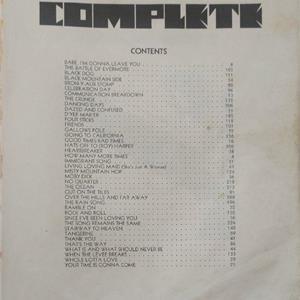 COMPLETE
CONTENTS
BABE, I'M GONNA LEAVE YOU
THE BATTLE OF EVERMORE
BLACK DOG
BLACK MOUNTAIN SIDE
BRON-Y-AUR STOMP
CELEBRATION DAY
COMMUNICATION BREAKDOWN
THE CRUNGE
DANCING DAYS
DAZED AND CONFUSED
D'YER MAK'ER
FOUR STICKS
FRIENDS
GALLOWS POLE
GOING TO CALIFORNIA
GOOD TIMES BAD TIMES
HATS OFF TO (ROY) HARPER
HEARTBREAKER
HOW MANY MORE TIMES
IMMIGRANT SONG
LIVING LOVING MAID (She's Just A Woman)
MISTY MOUNTAIN HOP
MOBY DICK
NO QUARTER
THE OCEAN
OUT ON THE TILES
OVER THE HILLS AND FAR AWAY
THE RAIN SONG
RAMBLE ON
ROCK AND ROLL
SINCE I'VE BEEN LOVING YOU
THE SONG REMAINS THE SAME
STAIRWAY TO HEAVEN
TANGERINE
THANK YOU
THAT'S THE WAY
WHAT IS AND WHAT SHOULD NEVER BE
WHEN THE LEVEE BREAKS
WHOLE LOTTA LOVE
YOUR TIME IS GONNA COME